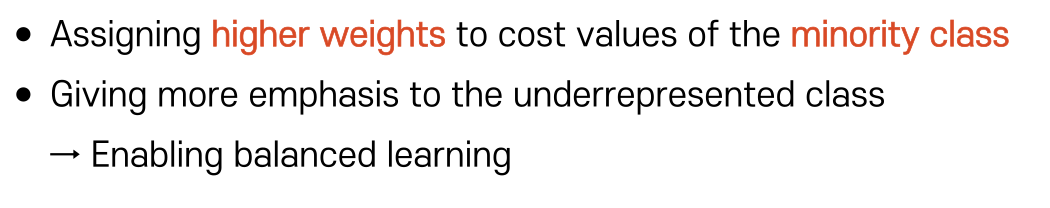 • Assigning higher weights to cost values of the minority class
• Giving more emphasis to the underrepresented class
→ Enabling balanced learning